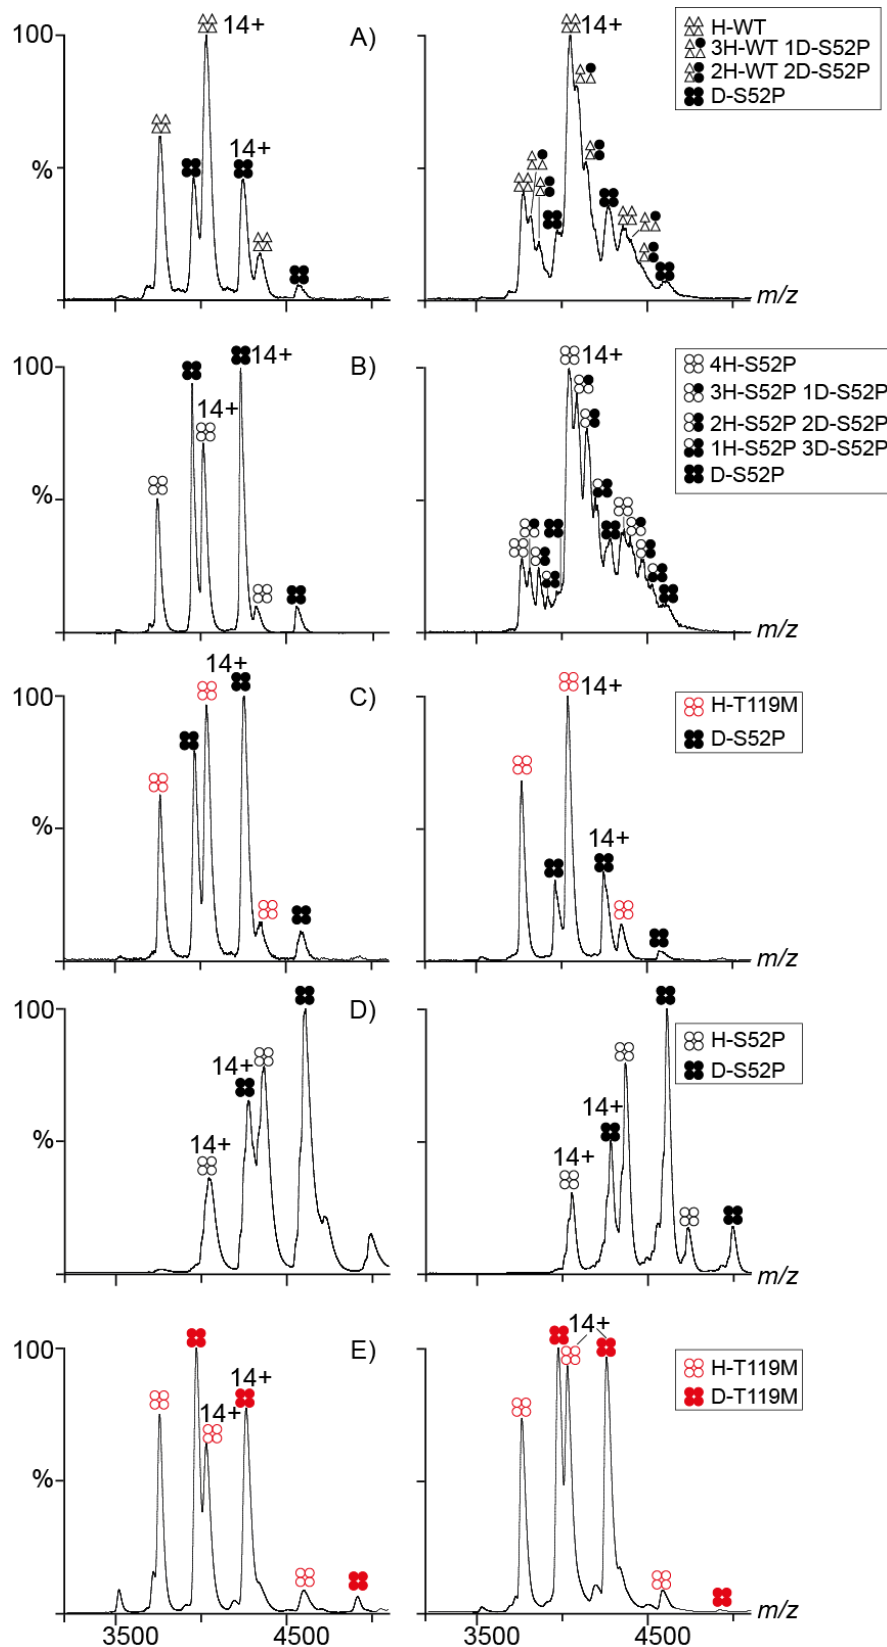 100
%
A)
14+
14+
14+
m/z
H-WT
3H-WT 1D-S52P
2H-WT 2D-S52P
D-S52P
100
%
B)
14+
14+
14+
m/z
4H-S52P
3H-S52P 1D-S52P
2H-S52P 2D-S52P
1H-S52P 3D-S52P
D-S52P
100
%
C)
14+
14+
14+
m/z
H-T119M
D-S52P
100
%
D)
14+
14+
14+
14+
m/z
H-S52P
D-S52P
100
%
E)
14+
14+
14+
H-T119M
D-T119M
3500
4500
3500
4500
m/z